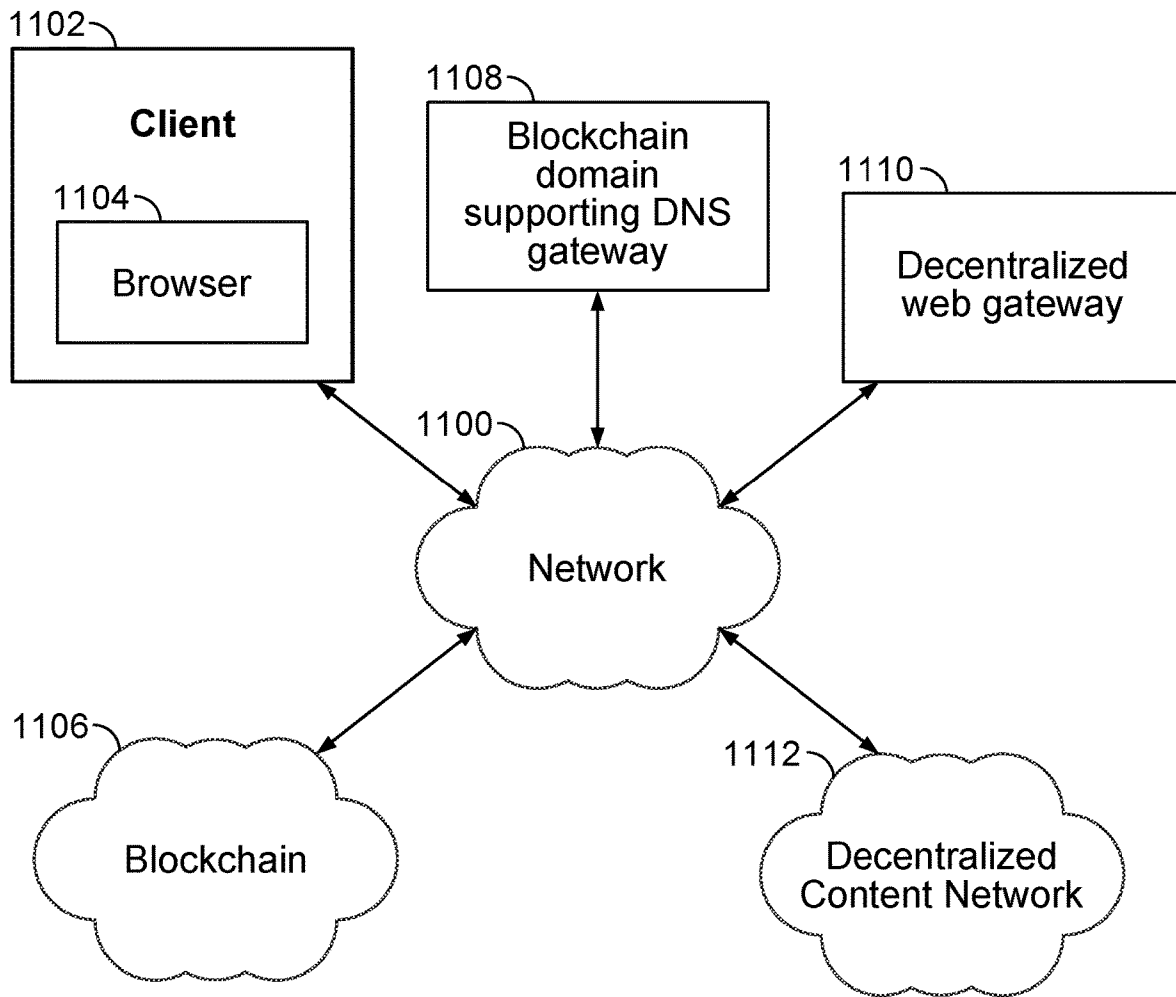 1102
Client
1104
Browser
1108
Blockchain
domain
supporting DNS
gateway
1110
Decentralized
web gateway
1100
Network
1106
Blockchain
1112
Decentralized
Content Network